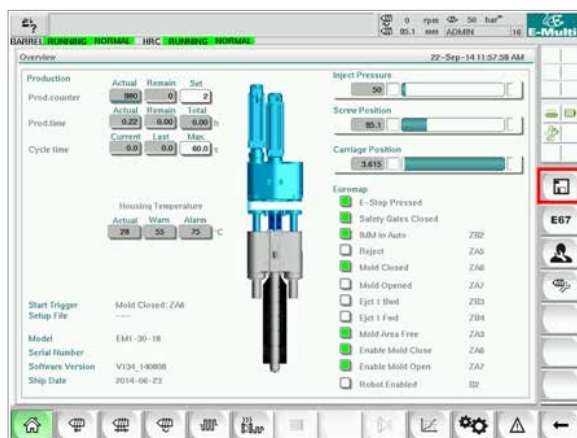 0 rpm 50 bar
85.1 mm ADMIN 16
E-Multi
BARREL RUNNING NORMAL HRC RUNNING NORMAL
Overview 22-Sep-14 11:57:58 AM
Production
Actual Remain Set
Prod.counter 980 0 2
Actual Remain Total
Prod.time 0.22 0.00 0.00 h
Current Last Max.
Cycle time 0.0 0.0 60.0 s
Housing Temperature
Actual Warn Alarm
28 55 75 °C
Start Trigger Mold Closed: ZA6
Setup File ----
Model EM1-30-18
Serial Number
Software Version V134_140808
Ship Date 2014-06-23
Inject Pressure
50
Screw Position
85.1
Carriage Position
3.615
Euromap
E-Stop Pressed
Safety Gates Closed
IMM in Auto ZB2
Reject ZA5
Mold Closed ZA6
Mold Opened ZA7
Ejct 1 Bwd ZB3
Ejct 1 Fwd ZB4
Mold Area Free ZA3
Enable Mold Close ZA6
Enable Mold Open ZA7
Robot Enabled B2
E67